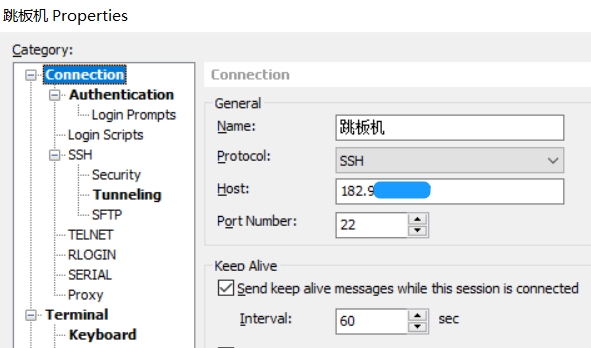 跳板机 Properties
Category:
Connection
Authentication
Login Prompts
Login Scripts
SSH
Security
Tunneling
SFTP
TELNET
RLOGIN
SERIAL
Proxy
Terminal
Keyboard
Connection
General
Name: 跳板机
Protocol: SSH
Host: 182.9
Port Number: 22
Keep Alive
Send keep alive messages while this session is connected
Interval: 60 sec